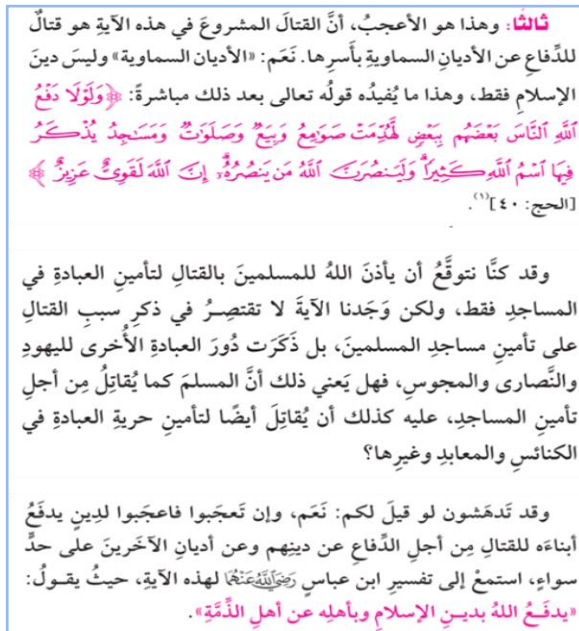 ثالثًا: وهذا هو الأعجبُ، أنَّ القتالَ المشروعَ في هذه الآيةِ هو قتالٌ
للدِّفاعِ عن الأديانِ السماويةِ بأَسرِها. نَعَم: «الأديان السماوية» وليسَ دينَ
الإسلامِ فقط، وهذا ما يُفيدُه قولُه تعالى بعد ذلك مباشرةً: ﴿وَلَوْلَا دَفْعُ
اللَّهِ النَّاسَ بَعْضَهُم بِبَعْضٍ لَّهُدِّمَتْ صَوَامِعُ وَبِيَعٌ وَصَلَوَاتٌ وَمَسَاجِدُ يُذْكَرُ
فِيهَا اسْمُ اللَّهِ كَثِيرًا وَلَيَنصُرَنَّ اللَّهُ مَن يَنصُرُهُ إِنَّ اللَّهَ لَقَوِيٌّ عَزِيزٌ﴾
[الحج: ٤٠](١).
وقد كنَّا نتوقَّعُ أن يأذنَ اللهُ للمسلمينَ بالقتالِ لتأمينِ العبادةِ في
المساجدِ فقط، ولكن وَجَدنا الآيةَ لا تقتصِرُ في ذكرِ سببِ القتالِ
على تأمينِ مساجدِ المسلمينَ، بل ذَكَرَت دُورَ العبادةِ الأُخرى لليهودِ
والنَّصارى والمجوسِ، فهل يَعني ذلك أنَّ المسلمَ كما يُقاتِلُ مِن أجلِ
تأمينِ المساجدِ، عليه كذلك أن يُقاتِلَ أيضًا لتأمينِ حريةِ العبادةِ في
الكنائسِ والمعابدِ وغيرِها؟
وقد تَدهَشون لو قيلَ لكم: نَعَم، وإن تَعجَبوا فاعجَبوا لدِينٍ يدفَعُ
أبناءَه للقتالِ مِن أجلِ الدِّفاعِ عن دينِهم وعن أديانِ الآخَرينَ على حدٍّ
سواءٍ، استمعْ إلى تفسيرِ ابن عباسٍ رَضِيَ اللَّهُ عَنْهُمَا لهذه الآيةِ، حيثُ يقولُ:
«يدفَعُ اللهُ بدينِ الإسلامِ وبأهلِه عن أهلِ الذِّمَّةِ».